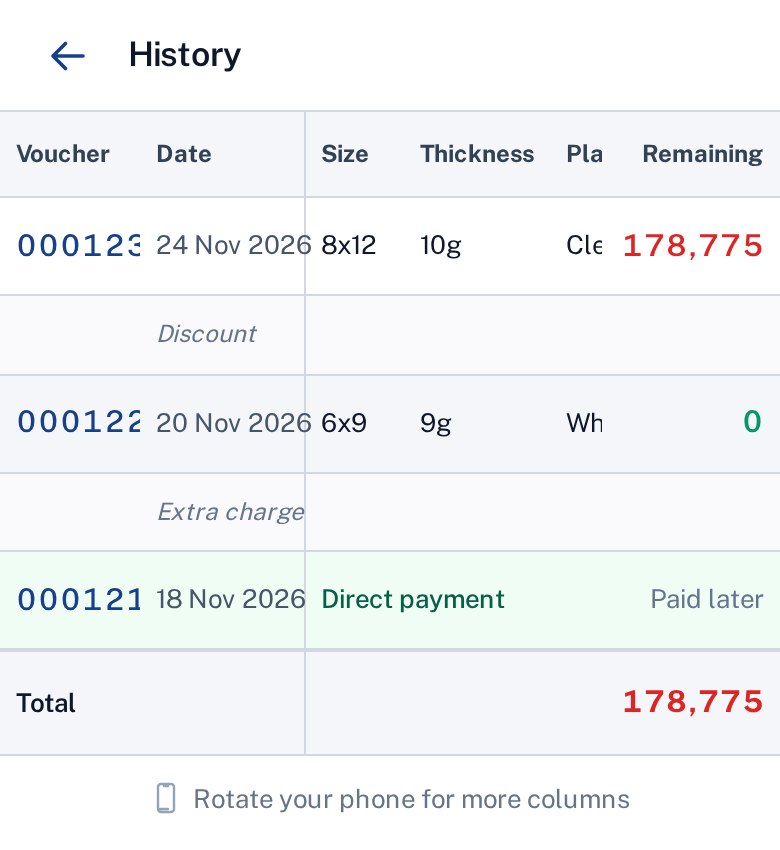 History
Voucher Date Size Thickness Pla Remaining
000123 24 Nov 2026 8x12 10g Cle 178,775
Discount
000122 20 Nov 2026 6x9 9g Wh 0
Extra charge
000121 18 Nov 2026 Direct payment Paid later
Total 178,775
Rotate your phone for more columns